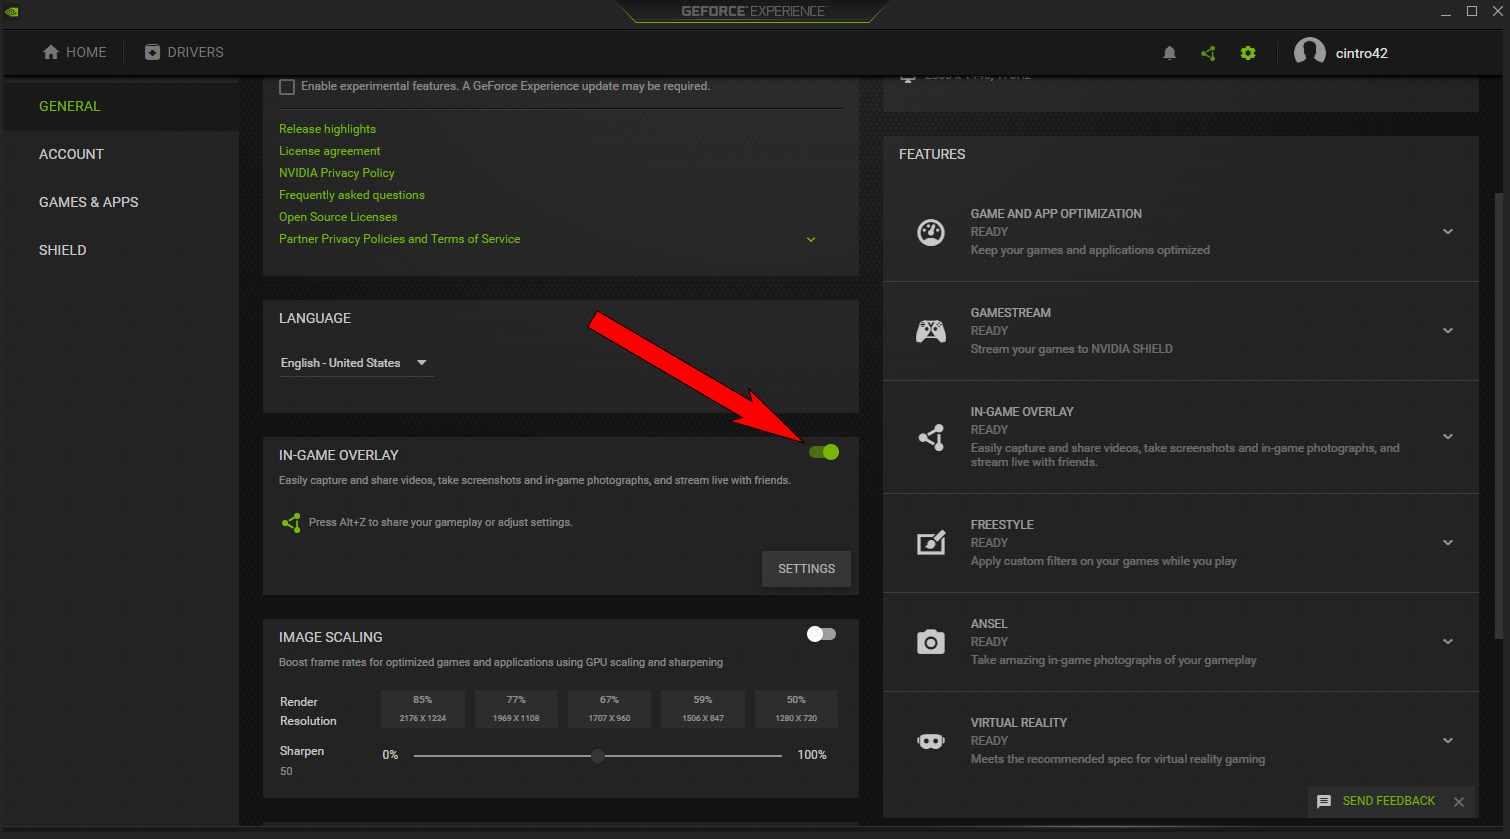 GEFORCE EXPERIENCE
HOME
DRIVERS
cintro42
GENERAL
ACCOUNT
GAMES & APPS
SHIELD
Enable experimental features. A GeForce Experience update may be required.
Release highlights
License agreement
NVIDIA Privacy Policy
Frequently asked questions
Open Source Licenses
Partner Privacy Policies and Terms of Service
LANGUAGE
English - United States
IN-GAME OVERLAY
Easily capture and share videos, take screenshots and in-game photographs, and stream live with friends.
Press Alt+Z to share your gameplay or adjust settings.
SETTINGS
IMAGE SCALING
Boost frame rates for optimized games and applications using GPU scaling and sharpening
Render
Resolution
85%
2176 X 1224
77%
1969 X 1108
67%
1707 X 960
59%
1506 X 847
50%
1280 X 720
Sharpen
50
0%
100%
FEATURES
GAME AND APP OPTIMIZATION
READY
Keep your games and applications optimized
GAMESTREAM
READY
Stream your games to NVIDIA SHIELD
IN-GAME OVERLAY
READY
Easily capture and share videos, take screenshots and in-game photographs, and
stream live with friends.
FREESTYLE
READY
Apply custom filters on your games while you play
ANSEL
READY
Take amazing in-game photographs of your gameplay
VIRTUAL REALITY
READY
Meets the recommended spec for virtual reality gaming
SEND FEEDBACK